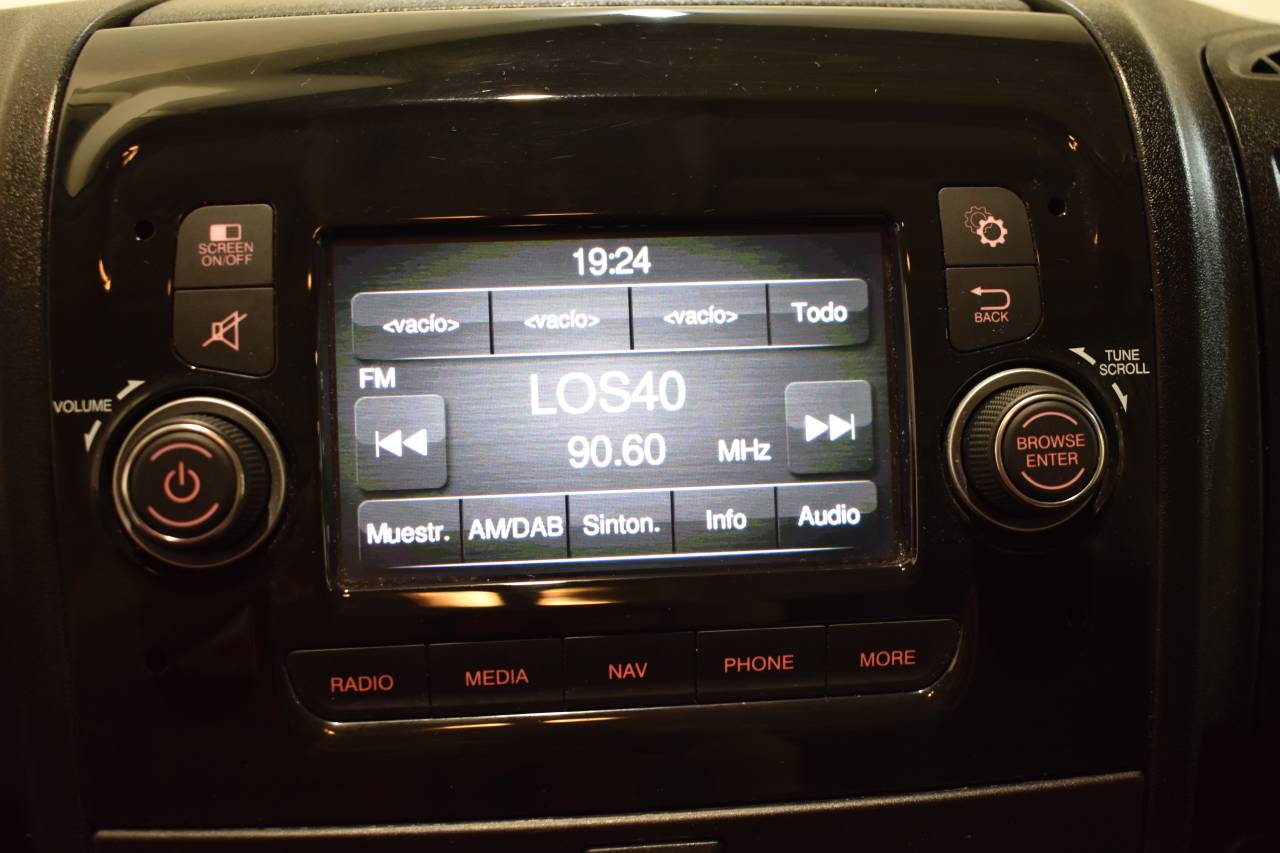 SCREEN
ON/OFF
19:24
<vacío>
<vacío>
<vacío>
Todo
BACK
VOLUME
FM
LOS40
90.60 MHz
TUNE
SCROLL
BROWSE
ENTER
Muestr.
AM/DAB
Sinton.
Info
Audio
RADIO
MEDIA
NAV
PHONE
MORE